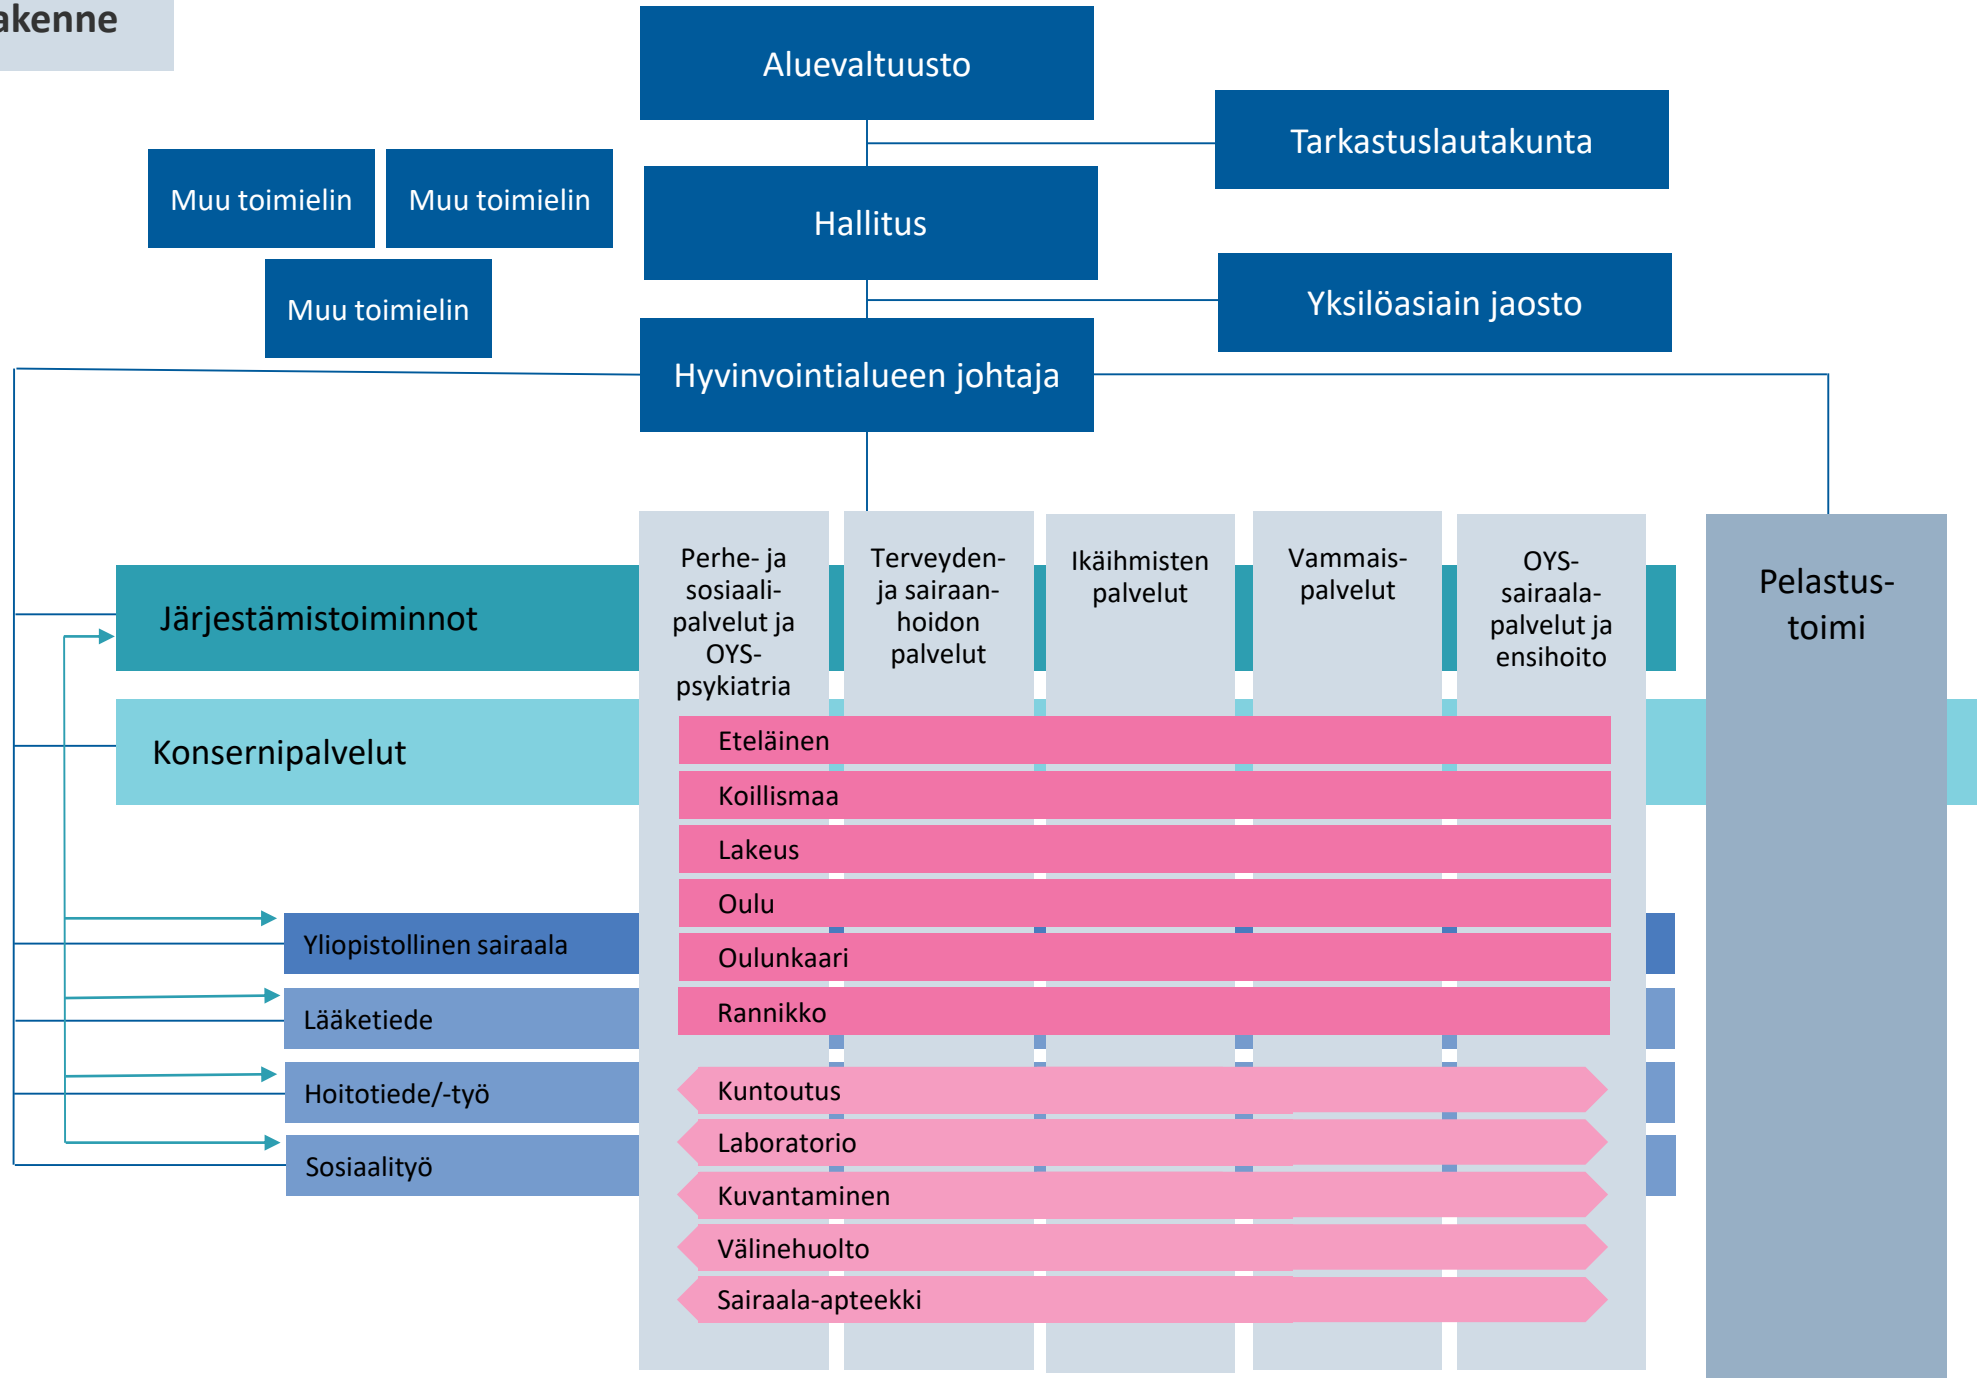 akenne
Aluevaltuusto
Tarkastuslautakunta
Muu toimielin
Muu toimielin
Hallitus
Muu toimielin
Yksilöasiain jaosto
Hyvinvointialueen johtaja
Perhe- ja
sosiaali-
palvelut ja
OYS-
psykiatria
Terveyden-
ja sairaan-
hoidon
palvelut
Ikäihmisten
palvelut
Vammais-
palvelut
OYS-
sairaala-
palvelut ja
ensihoito
Pelastus-
toimi
Järjestämistoiminnot
Konsernipalvelut
Eteläinen
Koillismaa
Lakeus
Oulu
Oulunkaari
Rannikko
Yliopistollinen sairaala
Lääketiede
Hoitotiede/-työ
Sosiaalityö
Kuntoutus
Laboratorio
Kuvantaminen
Välinehuolto
Sairaala-apteekki